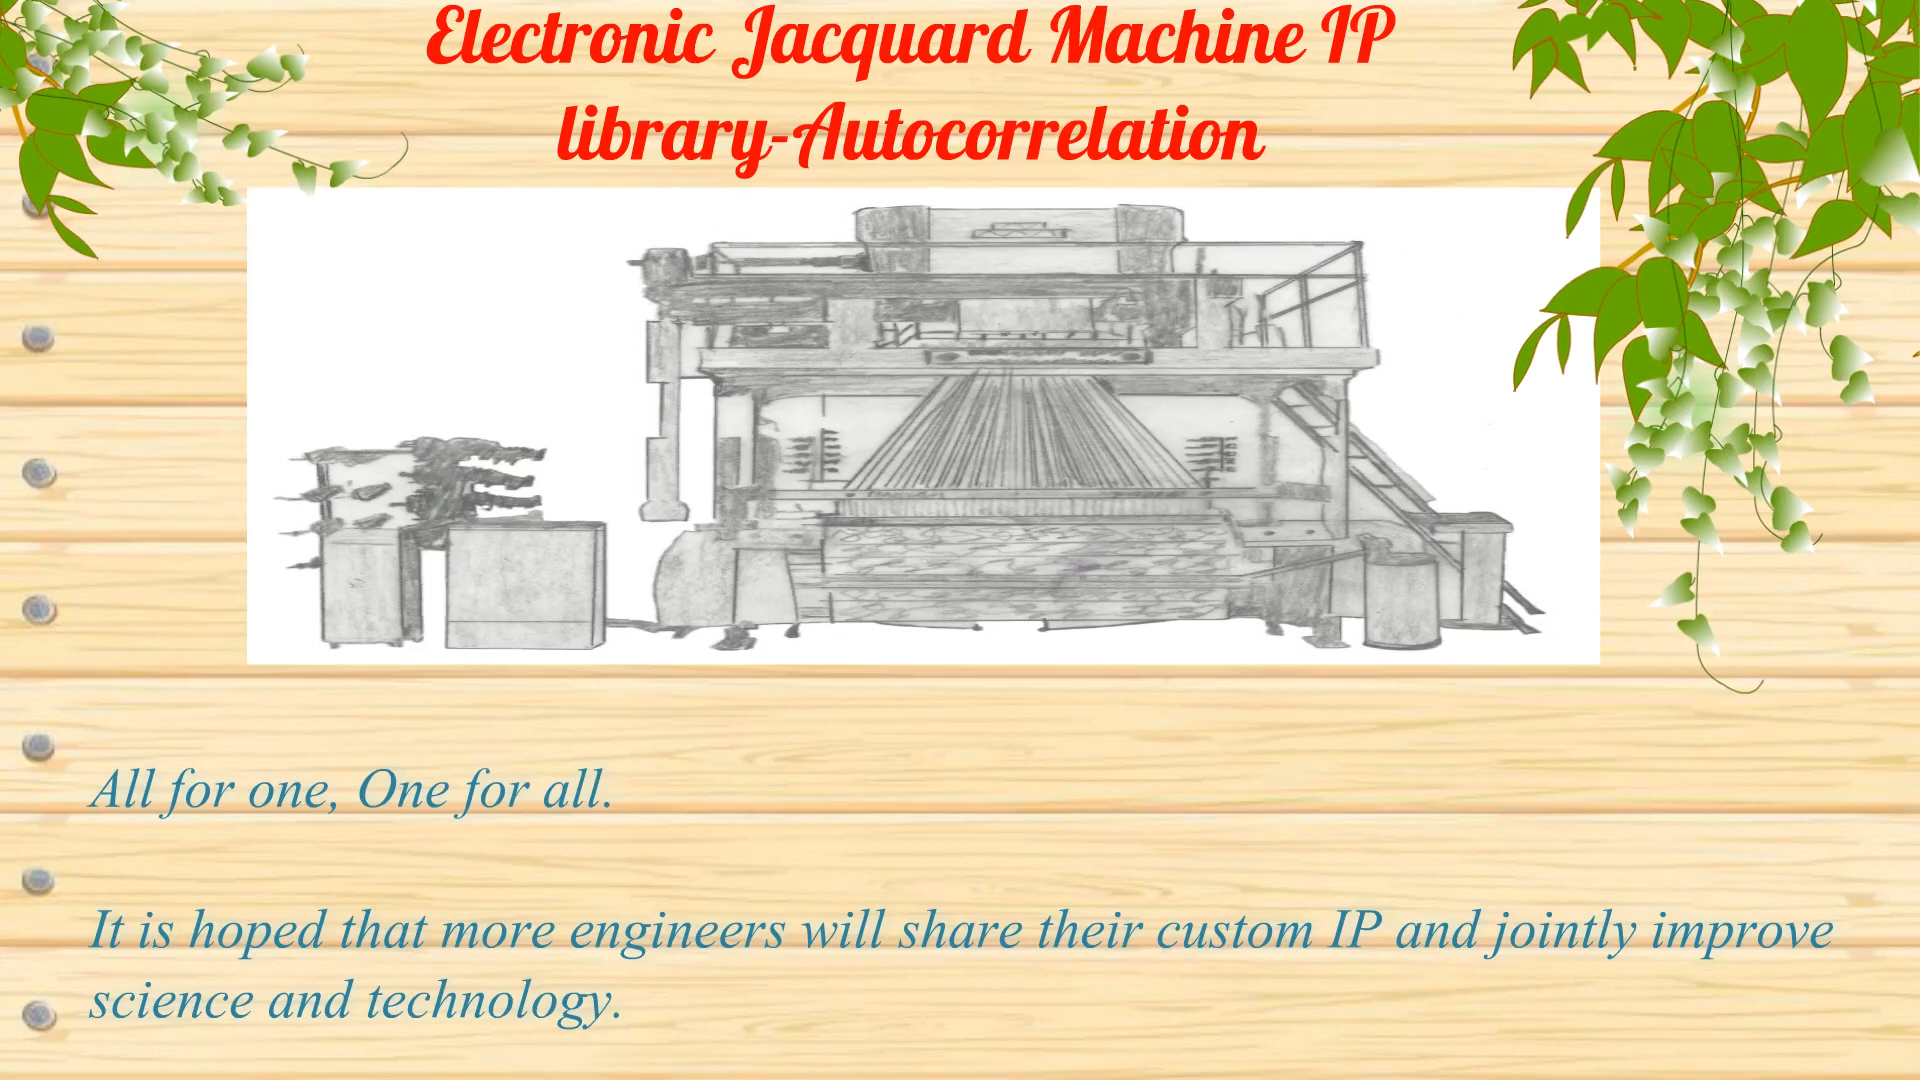 Electronic Jacquard Machine IP
library-Autocorrelation
All for one, One for all.
It is hoped that more engineers will share their custom IP and jointly improve
science and technology.